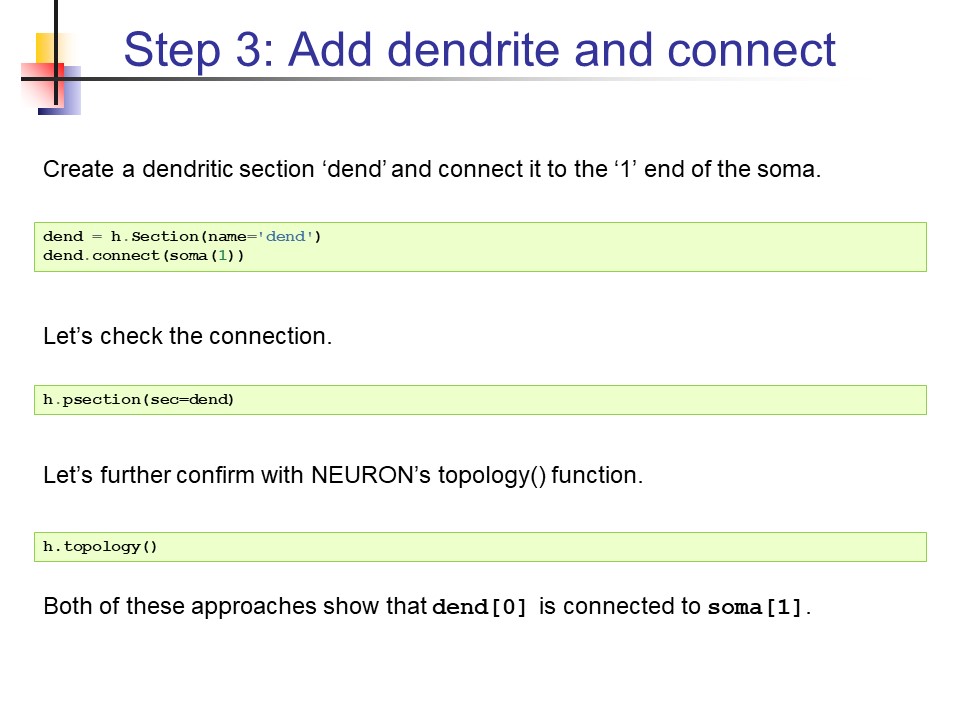 Step 3: Add dendrite and connect
Create a dendritic section ‘dend’ and connect it to the ‘1’ end of the soma.
dend = h.Section(name='dend')
dend.connect(soma(1))
Let’s check the connection.
h.psection(sec=dend)
Let’s further confirm with NEURON’s topology() function.
h.topology()
Both of these approaches show that dend[0] is connected to soma[1].